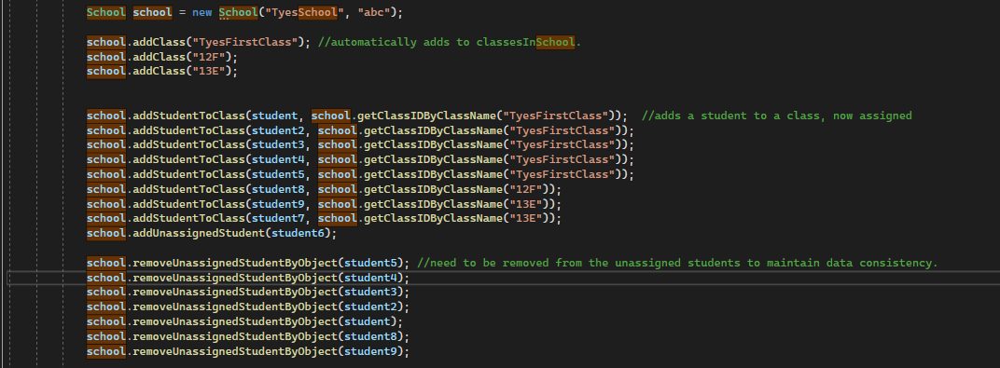 School school = new School("TyesSchool", "abc");
school.addClass("TyesFirstClass"); //automatically adds to classesInSchool.
school.addClass("12F");
school.addClass("13E");
school.addStudentToClass(student, school.getClassIDByClassName("TyesFirstClass"));  //adds a student to a class, now assigned
school.addStudentToClass(student2, school.getClassIDByClassName("TyesFirstClass"));
school.addStudentToClass(student3, school.getClassIDByClassName("TyesFirstClass"));
school.addStudentToClass(student4, school.getClassIDByClassName("TyesFirstClass"));
school.addStudentToClass(student5, school.getClassIDByClassName("TyesFirstClass"));
school.addStudentToClass(student8, school.getClassIDByClassName("12F"));
school.addStudentToClass(student9, school.getClassIDByClassName("13E"));
school.addStudentToClass(student7, school.getClassIDByClassName("13E"));
school.addUnassignedStudent(student6);
school.removeUnassignedStudentByObject(student5); //need to be removed from the unassigned students to maintain data consistency.
school.removeUnassignedStudentByObject(student4);
school.removeUnassignedStudentByObject(student3);
school.removeUnassignedStudentByObject(student2);
school.removeUnassignedStudentByObject(student);
school.removeUnassignedStudentByObject(student8);
school.removeUnassignedStudentByObject(student9);